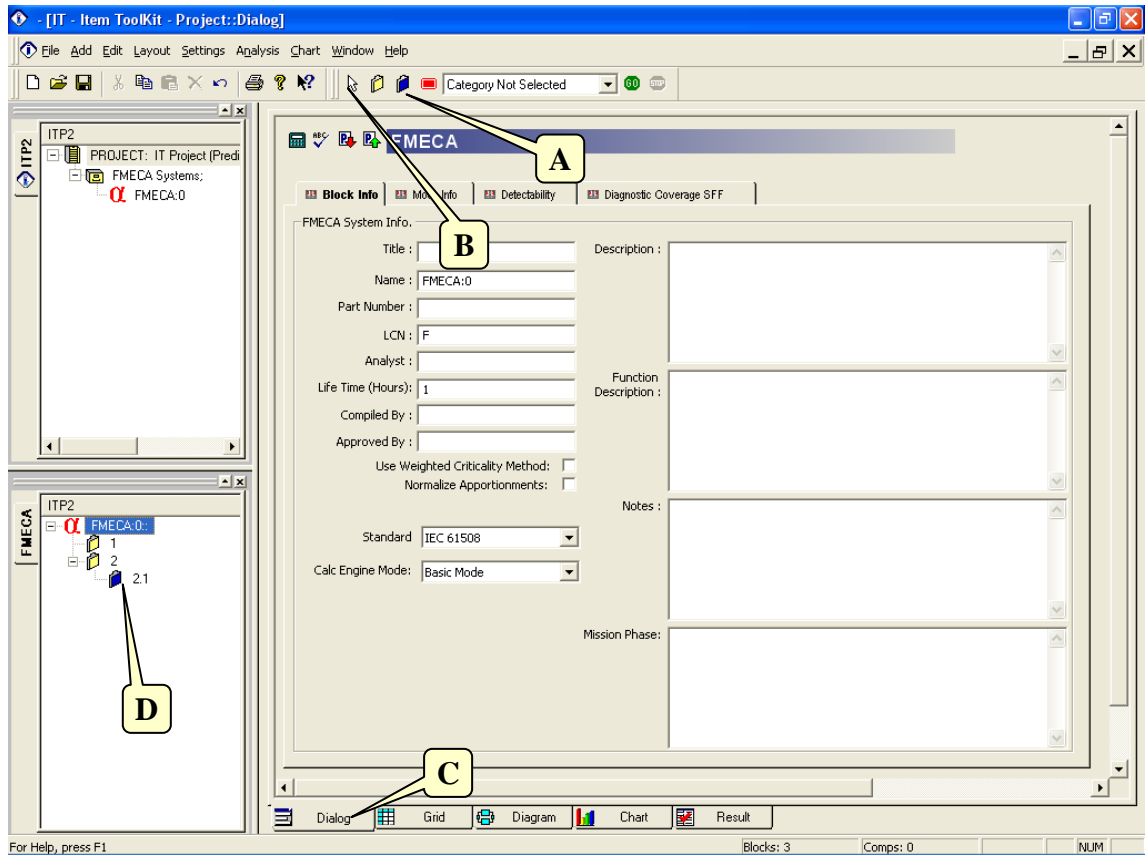 - [IT - Item ToolKit - Project::Dialog]
File Add Edit Layout Settings Analysis Chart Window Help
Category Not Selected GO STOP
ITP2
ITP2
PROJECT: IT Project (Predi
FMECA Systems;
FMECA:0
FMECA
A
Block Info
Detectability
Diagnostic Coverage SFF
B
FMECA System Info.
Title :
Name : FMECA:0
Part Number :
LCN : F
Analyst :
Life Time (Hours): 1
Compiled By :
Approved By :
Use Weighted Criticality Method:
Normalize Apportionments:
Standard IEC 61508
Calc Engine Mode: Basic Mode
Description :
Function
Description :
Notes :
Mission Phase:
FMECA
ITP2
FMECA:0::
1
2
2.1
D
C
Dialog Grid Diagram Chart Result
For Help, press F1 Blocks: 3 Comps: 0 NUM